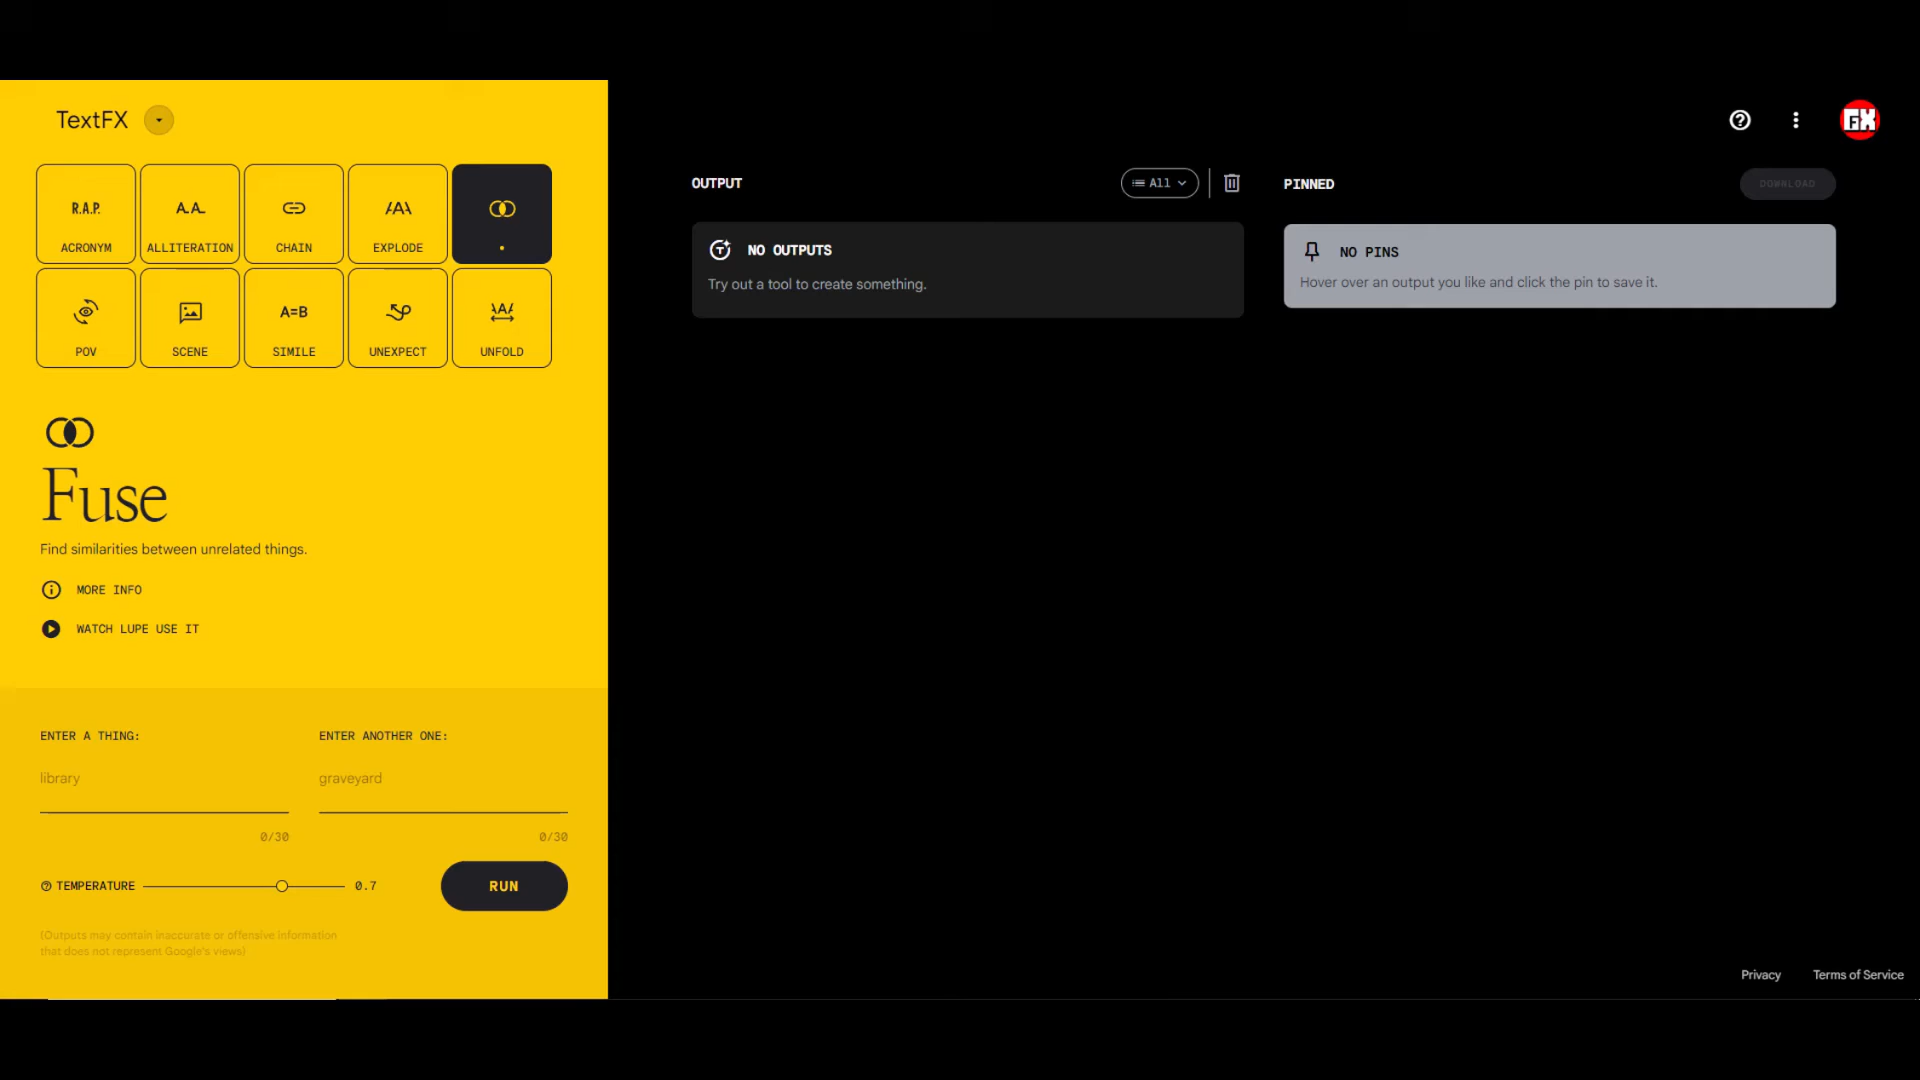 TextFX
R.A.P.
ACRONYM
A.A.
ALLITERATION
CHAIN
EXPLODE
POV
SCENE
A=B
SIMILE
UNEXPECT
UNFOLD
Fuse
Find similarities between unrelated things.
MORE INFO
WATCH LUPE USE IT
ENTER A THING:
library
0/30
ENTER ANOTHER ONE:
graveyard
0/30
TEMPERATURE
0.7
RUN
(Outputs may contain inaccurate or offensive information
that does not represent Google's views)
OUTPUT
All
NO OUTPUTS
Try out a tool to create something.
PINNED
DOWNLOAD
NO PINS
Hover over an output you like and click the pin to save it.
FX
Privacy
Terms of Service